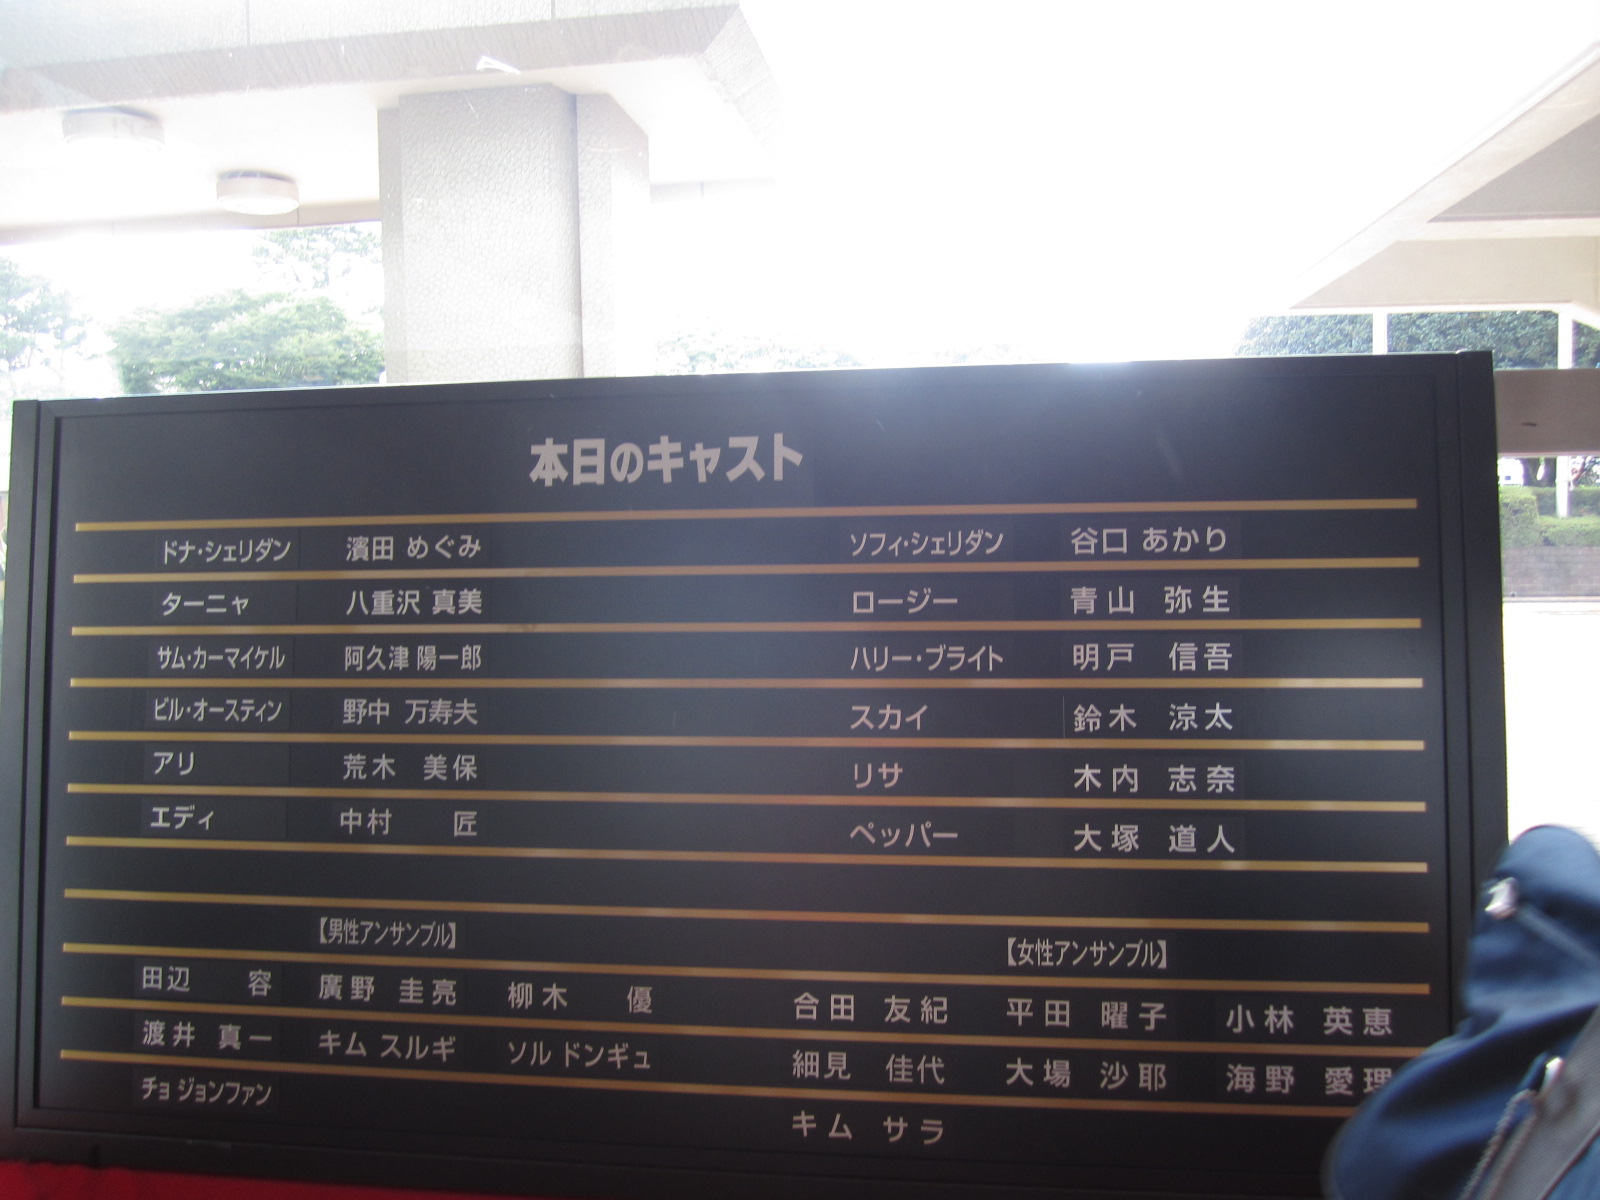 本日のキャスト
ドナ・シェリダン 濱田 めぐみ ソフィ・シェリダン 谷口 あかり
ターニャ 八重沢 真美 ロージー 青山 弥生
サム・カーマイケル 阿久津 陽一郎 ハリー・ブライト 明戸 信吾
ビル・オースティン 野中 万寿夫 スカイ 鈴木 涼太
アリ 荒木 美保 リサ 木内 志奈
エディ 中村 匠 ペッパー 大塚 道人
【男性アンサンブル】 【女性アンサンブル】
田辺 容 廣野 圭亮 柳木 優 合田 友紀 平田 曜子 小林 英恵
渡井 真一 キム スルギ ソル ドンギュ 細見 佳代 大場 沙耶 海野 愛理
チョ ジョンファン キム サラ